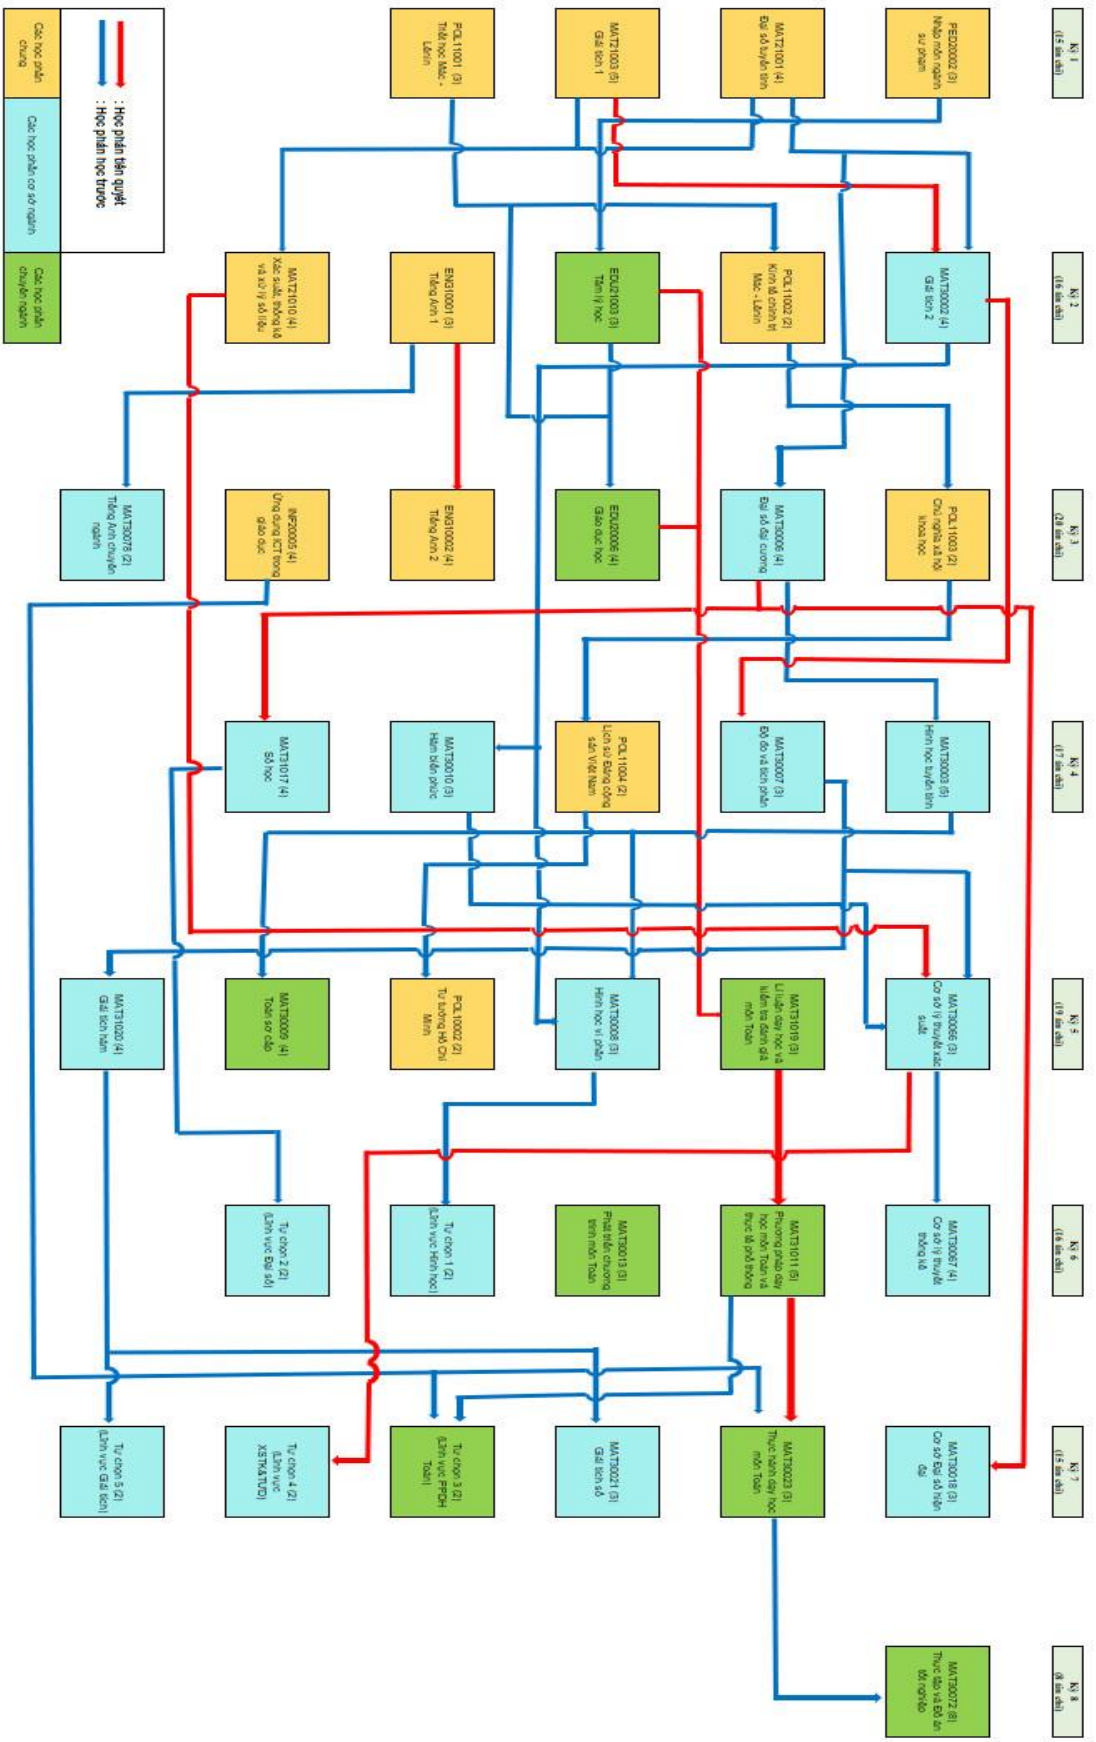 Kỳ 1
(15 tín chỉ)
PED20002 (3)
Nhập môn ngành
sư phạm
MAT21001 (4)
Đại số tuyến tính
MAT21003 (5)
Giải tích 1
POL11001 (3)
Triết học Mác -
Lênin
Kỳ 2
(16 tín chỉ)
MAT30002 (4)
Giải tích 2
POL11002 (2)
Kinh tế chính trị
Mác - Lênin
EDU21003 (3)
Tâm lý học
ENG10001 (3)
Tiếng Anh 1
MAT21010 (4)
Xác suất, thống kê
và xử lý số liệu
Kỳ 3
(20 tín chỉ)
POL11003 (2)
Chủ nghĩa xã hội
khoa học
MAT30006 (4)
Đại số đại cương
EDU20006 (4)
Giáo dục học
ENG10002 (4)
Tiếng Anh 2
INF20005 (4)
Ứng dụng ICT trong
giáo dục
MAT30078 (2)
Tiếng Anh chuyên
ngành
Kỳ 4
(17 tín chỉ)
MAT30003 (5)
Hình học tuyến tính
MAT30007 (3)
Độ đo và tích phân
POL11004 (2)
Lịch sử Đảng cộng
sản Việt Nam
MAT30010 (3)
Hàm biến phức
MAT31017 (4)
Số học
Kỳ 5
(19 tín chỉ)
MAT30066 (3)
Cơ sở lý thuyết xác
suất
MAT31019 (3)
Lí luận dạy học và
kiểm tra đánh giá
môn Toán
MAT30008 (3)
Hình học vi phân
POL10002 (2)
Tư tưởng Hồ Chí
Minh
MAT30009 (4)
Toán sơ cấp
MAT31020 (4)
Giải tích hàm
Kỳ 6
(16 tín chỉ)
MAT30067 (4)
Cơ sở lý thuyết
thống kê
MAT31011 (5)
Phương pháp dạy
học môn Toán và
thực tế phổ thông
MAT30013 (3)
Phát triển chương
trình môn Toán
Tự chọn 1 (2)
(Lĩnh vực Hình học)
Tự chọn 2 (2)
(Lĩnh vực Đại số)
Kỳ 7
(15 tín chỉ)
MAT30018 (3)
Cơ sở Đại số hiện
đại
MAT30023 (3)
Thực hành dạy học
môn Toán
MAT30021 (3)
Giải tích số
Tự chọn 3 (2)
(Lĩnh vực PPDH
Toán)
Tự chọn 4 (2)
(Lĩnh vực
XSTK&TƯD)
Tự chọn 5 (2)
(Lĩnh vực Giải tích)
Kỳ 8
(8 tín chỉ)
MAT30072 (8)
Thực tập và Đồ án
tốt nghiệp
: Học phần tiên quyết
: Học phần học trước
Các học phần
chung
Các học phần cơ sở ngành
Các học phần
chuyên ngành